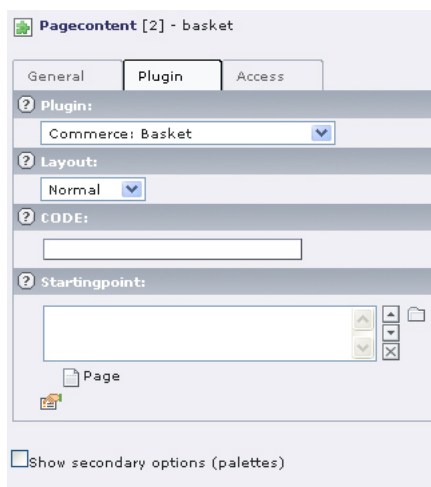 Pagecontent [2] - basket
General Plugin Access
Plugin:
Commerce: Basket
Layout:
Normal
CODE:
Startingpoint:
Page
Show secondary options (palettes)